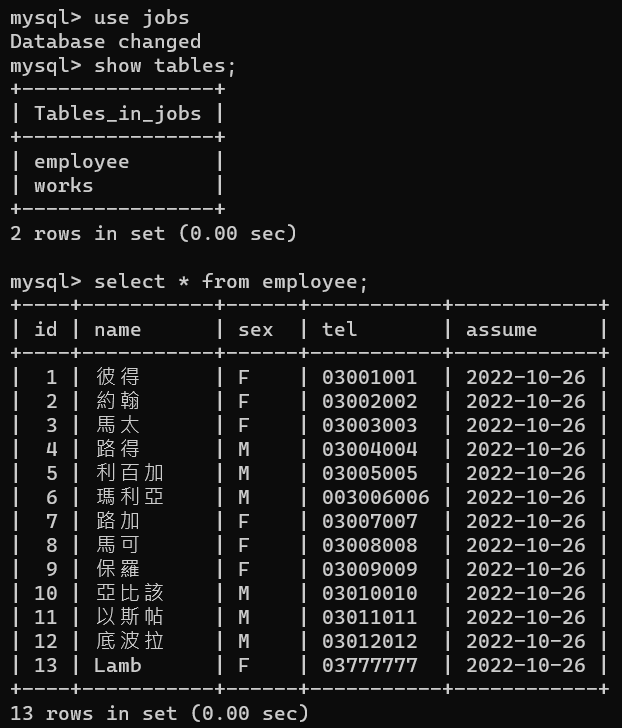 mysql> use jobs
Database changed
mysql> show tables;
+----------------+
| Tables_in_jobs |
+----------------+
| employee       |
| works          |
+----------------+
2 rows in set (0.00 sec)

mysql> select * from employee;
+----+-----------+------+-----------+------------+
| id | name      | sex  | tel       | assume     |
+----+-----------+------+-----------+------------+
|  1 | 彼得      | F    | 03001001  | 2022-10-26 |
|  2 | 約翰      | F    | 03002002  | 2022-10-26 |
|  3 | 馬太      | F    | 03003003  | 2022-10-26 |
|  4 | 路得      | M    | 03004004  | 2022-10-26 |
|  5 | 利百加    | M    | 03005005  | 2022-10-26 |
|  6 | 瑪利亞    | M    | 003006006 | 2022-10-26 |
|  7 | 路加      | F    | 03007007  | 2022-10-26 |
|  8 | 馬可      | F    | 03008008  | 2022-10-26 |
|  9 | 保羅      | F    | 03009009  | 2022-10-26 |
| 10 | 亞比該    | M    | 03010010  | 2022-10-26 |
| 11 | 以斯帖    | M    | 03011011  | 2022-10-26 |
| 12 | 底波拉    | M    | 03012012  | 2022-10-26 |
| 13 | Lamb      | F    | 03777777  | 2022-10-26 |
+----+-----------+------+-----------+------------+
13 rows in set (0.00 sec)